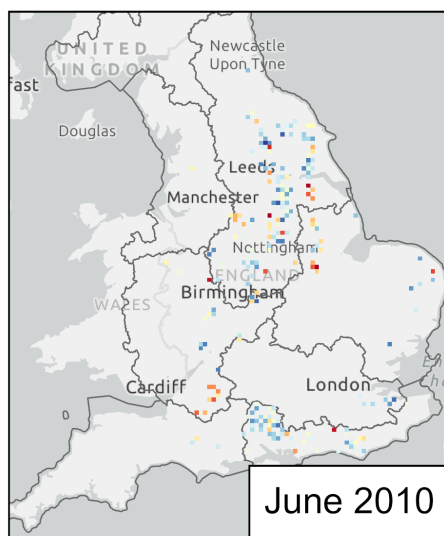 UNITED
KINGDOM
Newcastle
Upon Tyne
fast
Douglas
Leeds
Manchester
Nottingham
ENGLAND
WALES
Birmingham
Cardiff
London
June 2010